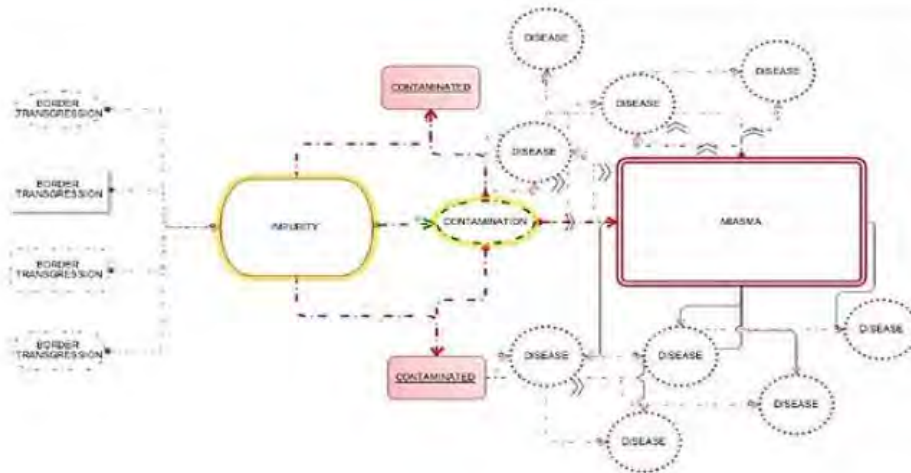 DISEASE
DISEASE
CONTAMINATED
DISEASE
BORDER
TRANSGRESSION
DISEASE
BORDER
TRANSGRESSION
IMPURITY
CONTAMINATION
MIASMA
BORDER
TRANSGRESSION
DISEASE
BORDER
TRANSGRESSION
DISEASE
DISEASE
CONTAMINATED
DISEASE
DISEASE